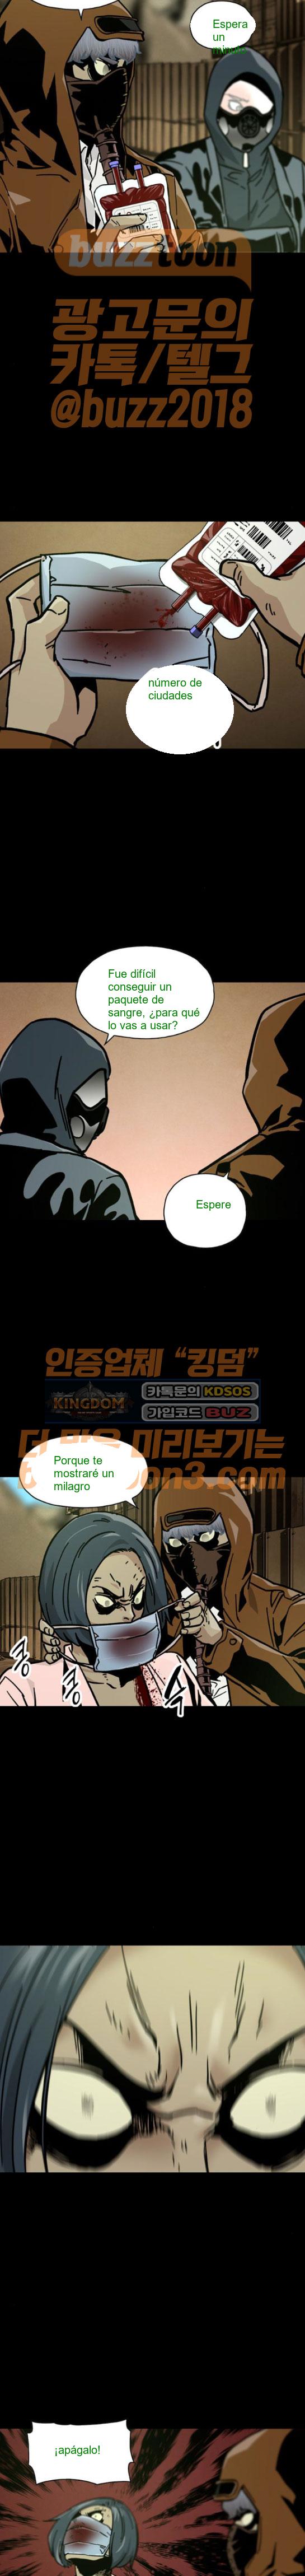 Espera
un
minuto
buzztoon
광고문의
카톡/텔그
@buzz2018
número de
ciudades
Fue difícil
conseguir un
paquete de
sangre, ¿para qué
lo vas a usar?
Espere
인증업체 “킹덤”
KINGDOM
카톡문의 KDSOS
가입코드 BUZ
더 많은 미리보기는
Porque te
mostraré un
milagro
킁
킁
¡apágalo!